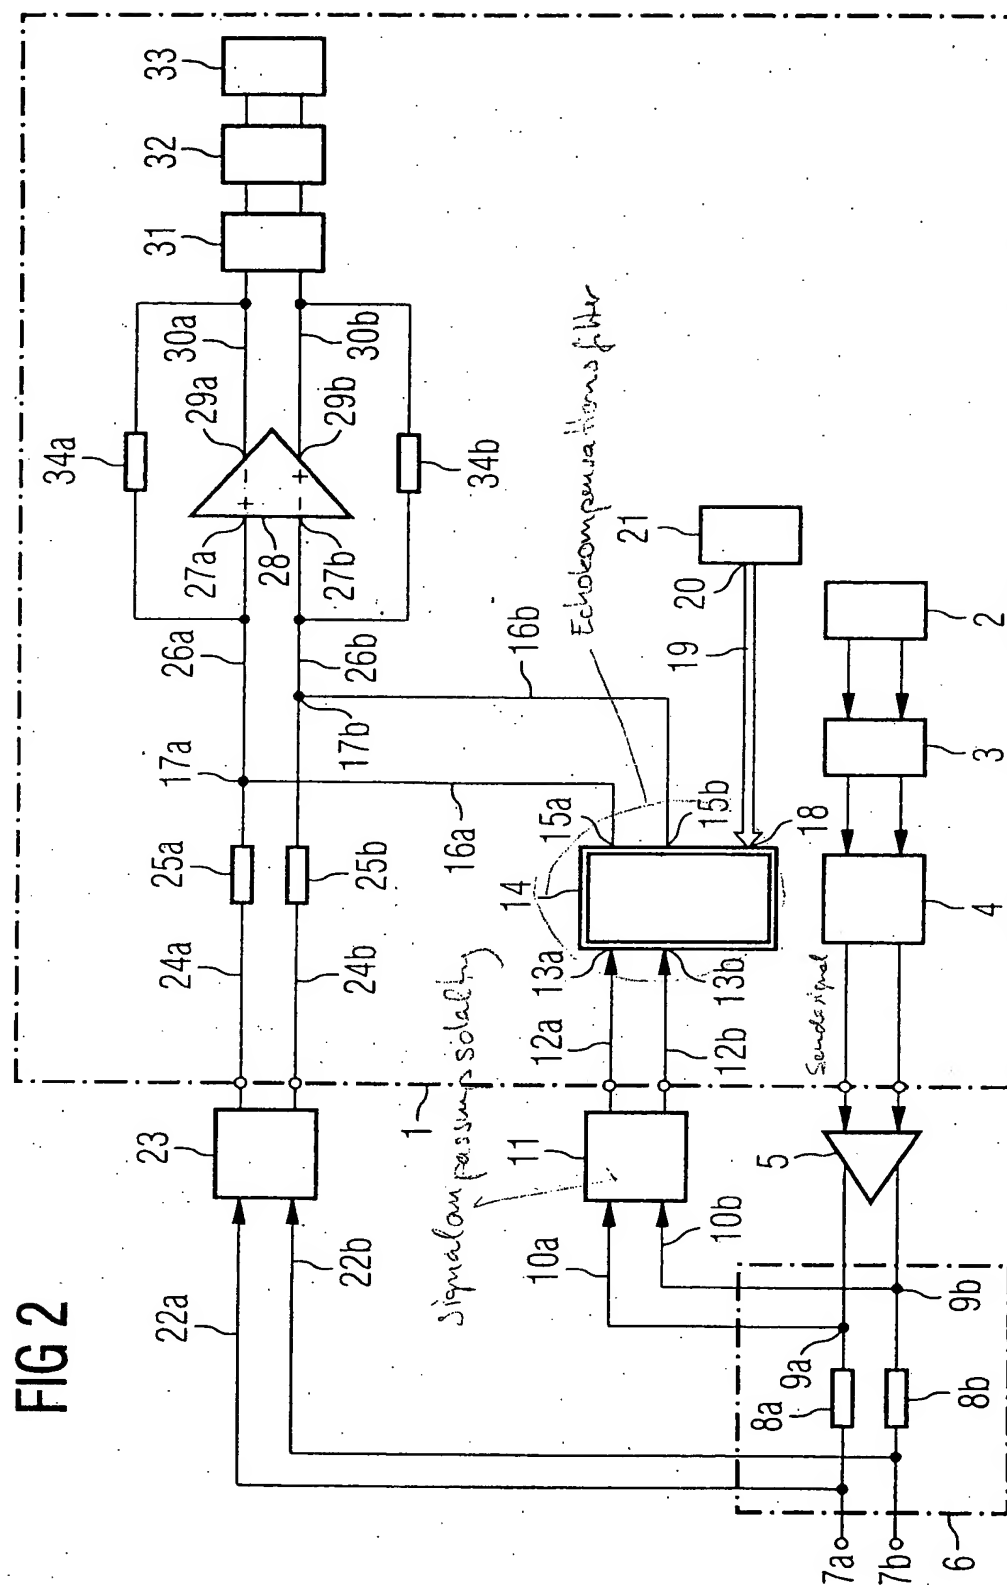 FIG 2
33
32
31
30a
30b
34a
29a
29b
34b
27a
28
27b
26a
26b
17a
17b
25a
25b
24a
24b
23
22a
22b
1
16a
16b
Echokompensationsfilter
21
20
19
18
15a
15b
14
13a
13b
12a
12b
11
Signalanpassungsschaltung
10a
10b
2
3
4
Sendesignal
5
9a
9b
8a
8b
7a
7b
6